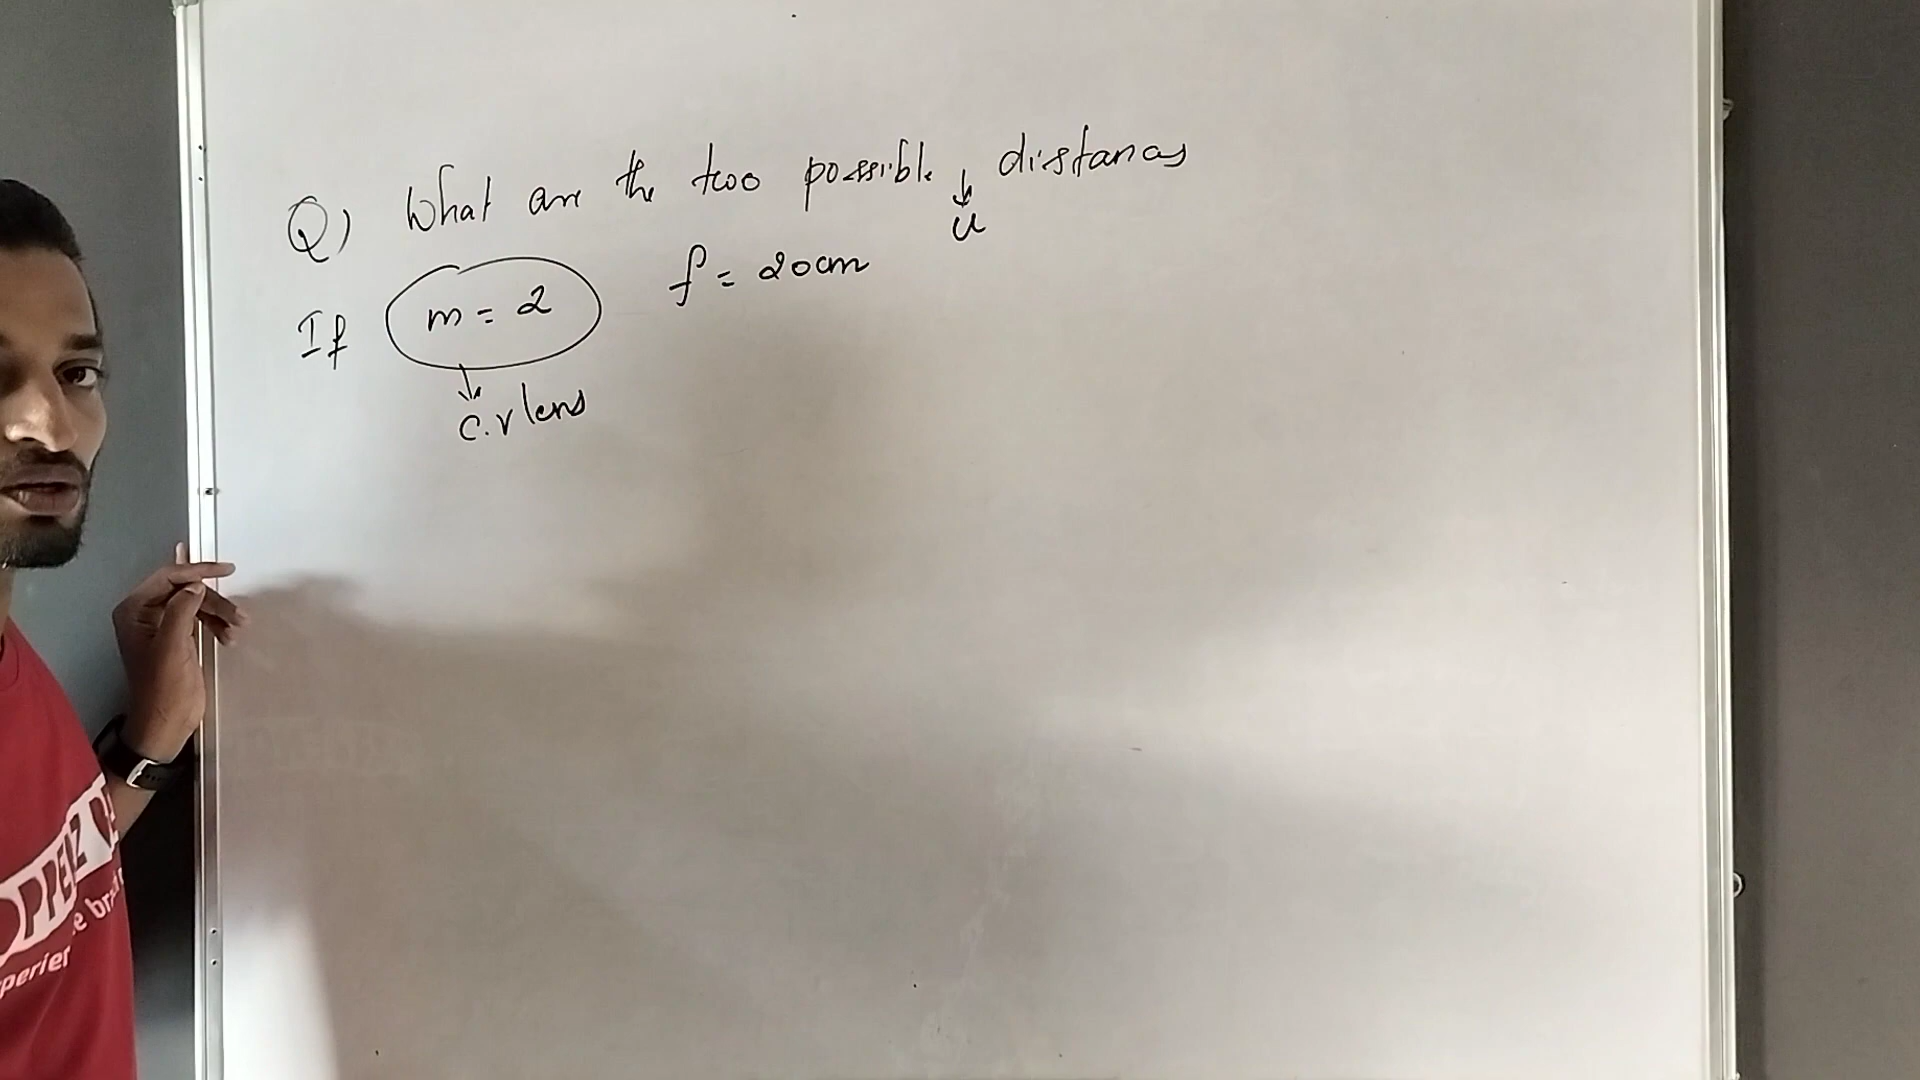 Q) What are the two possible ↓ distances
u
If m = 2 f = 20cm
↓
C.V lens